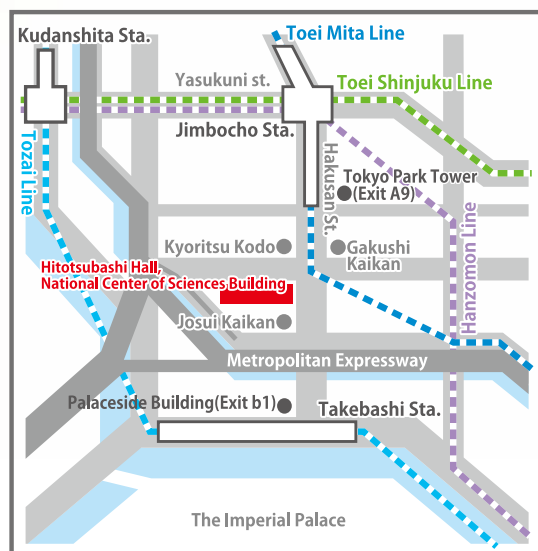 Kudanshita Sta.
Toei Mita Line
Yasukuni st.
Toei Shinjuku Line
Jimbocho Sta.
Tozai Line
Hakusan St.
Tokyo Park Tower
(Exit A9)
Kyoritsu Kodo
Gakushi
Kaikan
Hanzomon Line
Hitotsubashi Hall,
National Center of Sciences Building
Josui Kaikan
Metropolitan Expressway
Palaceside Building(Exit b1)
Takebashi Sta.
The Imperial Palace